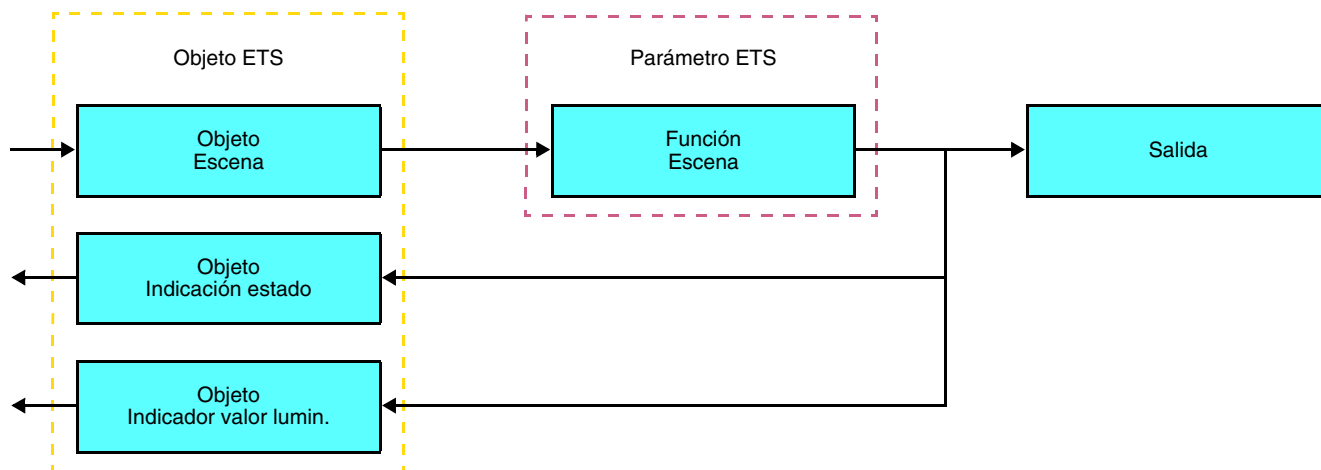 Objeto ETS
Parámetro ETS
Objeto
Escena
Función
Escena
Salida
Objeto
Indicación estado
Objeto
Indicador valor lumin.